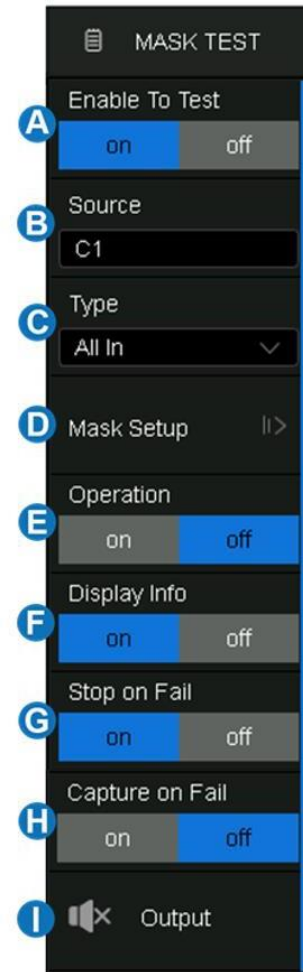 MASK TEST
Enable To Test
A
on off
Source
B
C1
Type
C
All In
D Mask Setup
Operation
E
on off
Display Info
F
on off
Stop on Fail
G
on off
Capture on Fail
H
on off
I Output